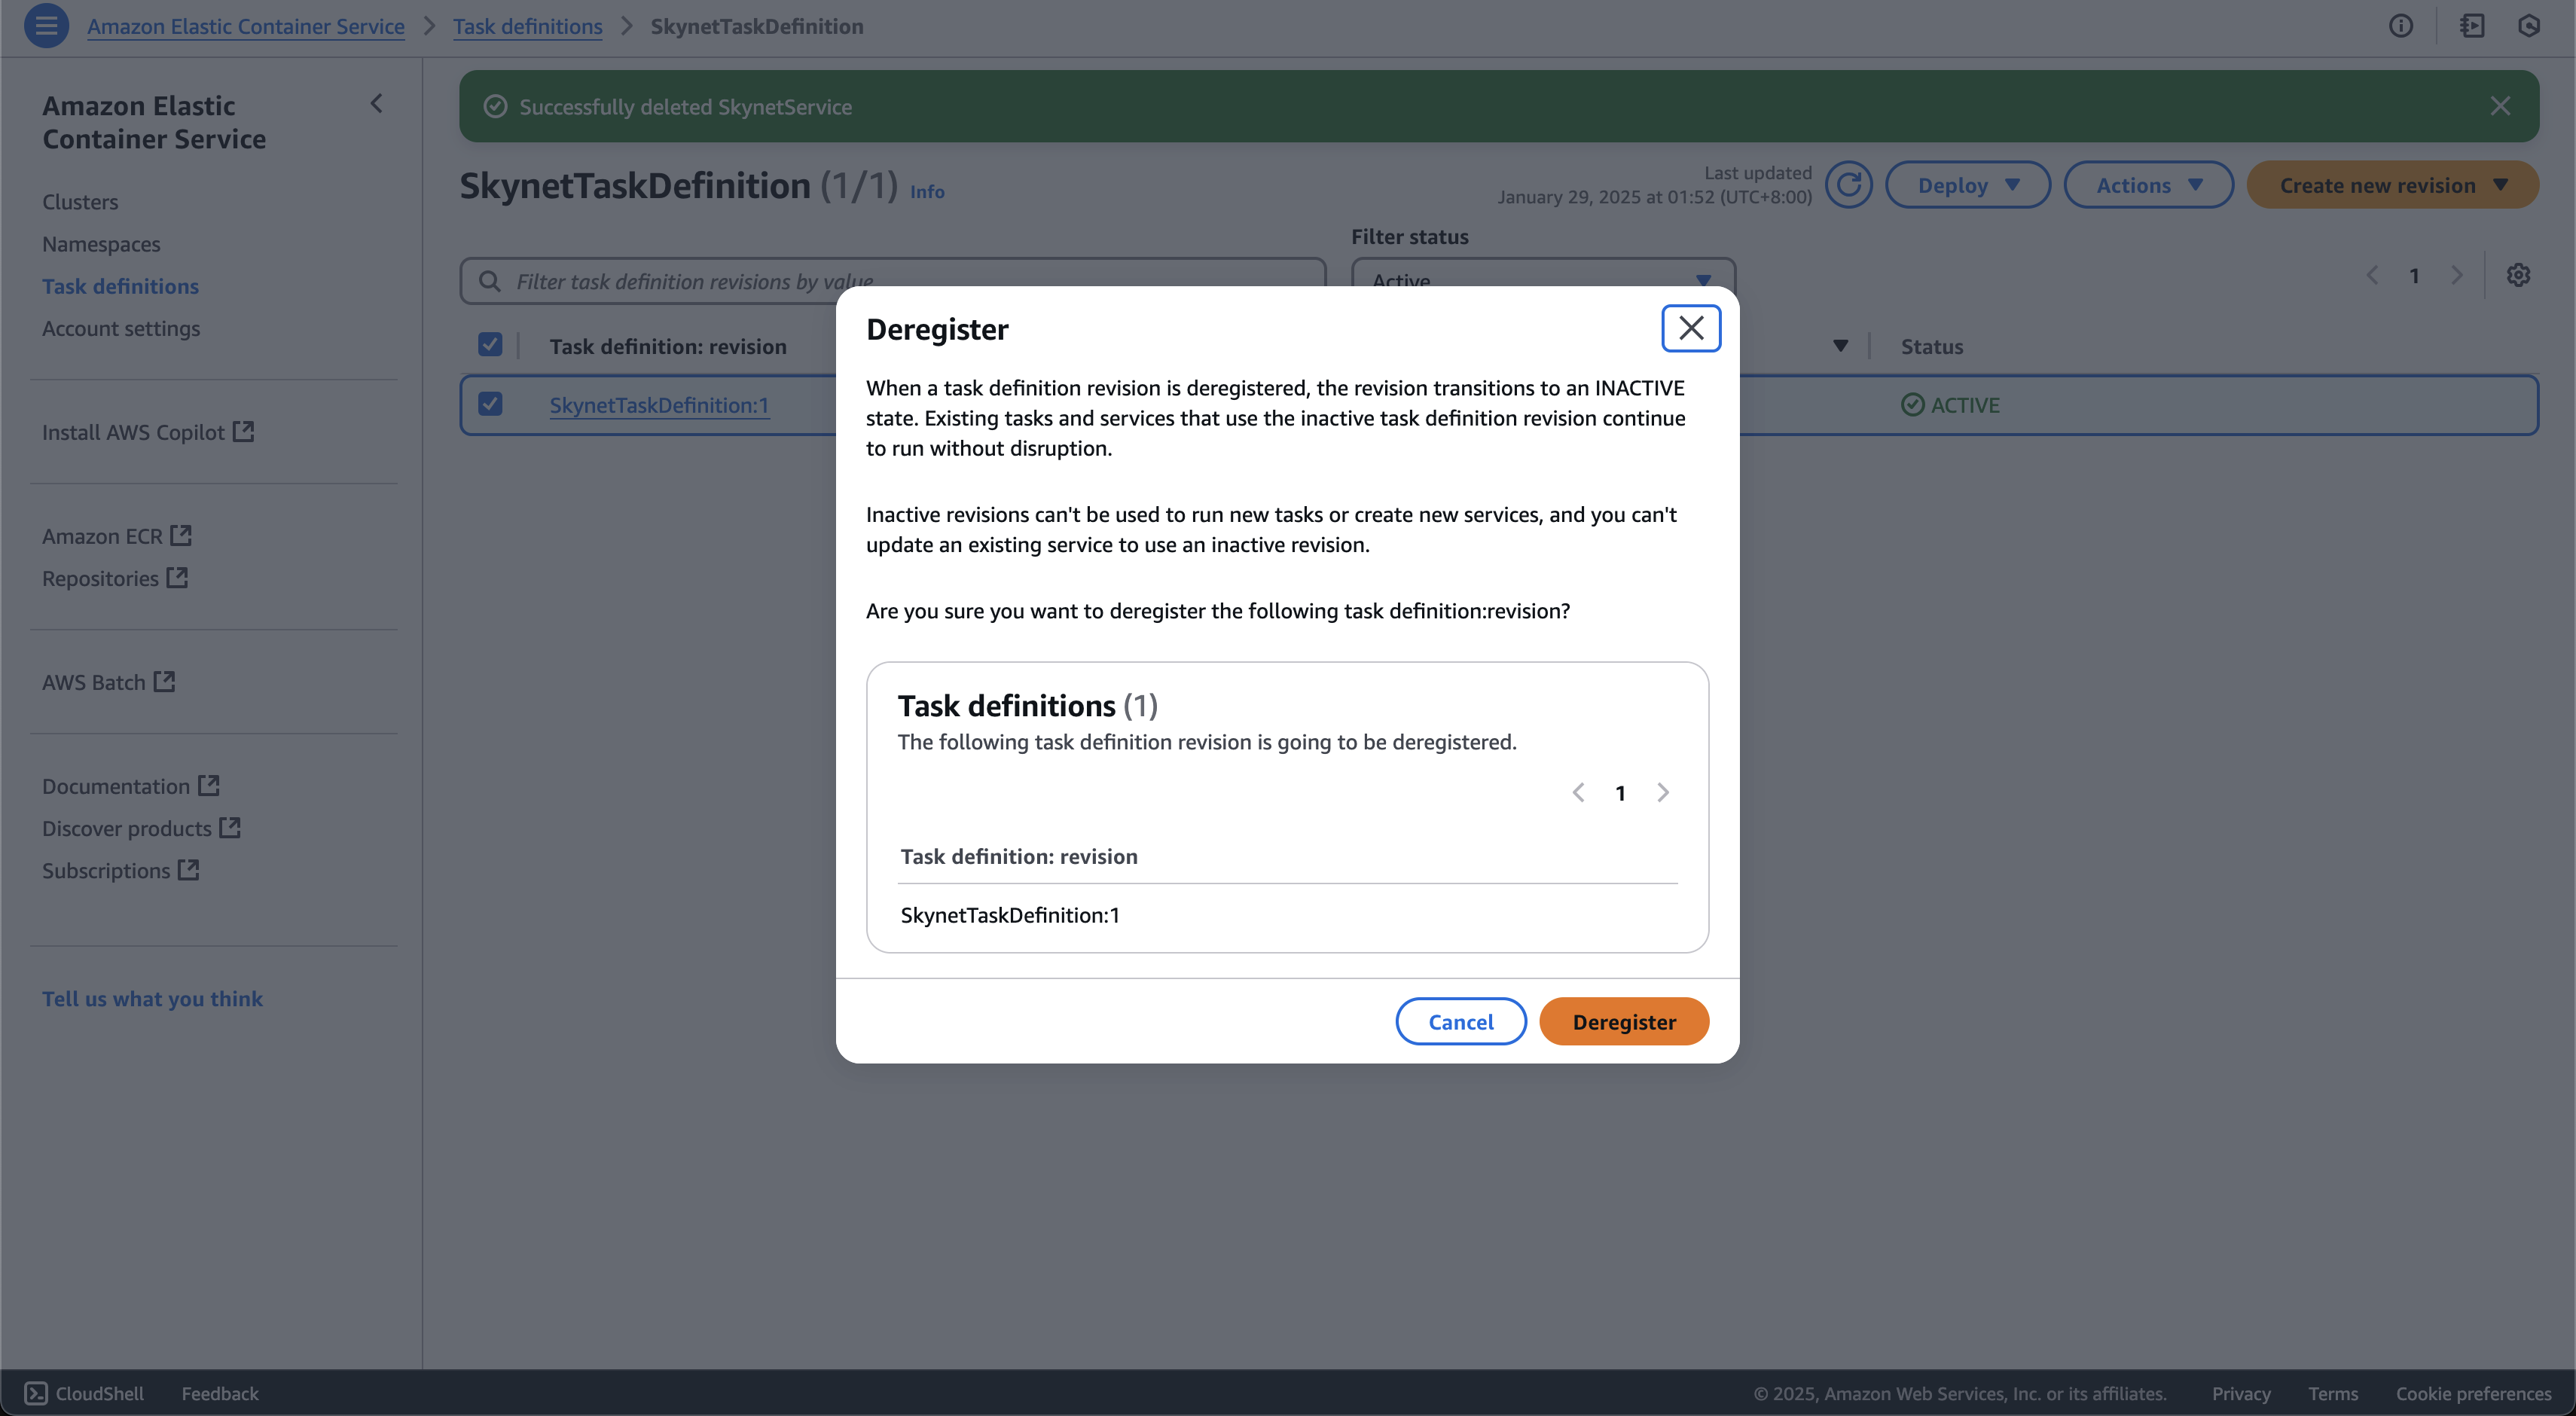 Amazon Elastic Container Service > Task definitions > SkynetTaskDefinition
Amazon Elastic
Container Service
Clusters
Namespaces
Task definitions
Account settings
Install AWS Copilot
Amazon ECR
Repositories
AWS Batch
Documentation
Discover products
Subscriptions
Tell us what you think
Successfully deleted SkynetService
SkynetTaskDefinition (1/1) Info
Last updated
January 29, 2025 at 01:52 (UTC+8:00)
Deploy
Actions
Create new revision
Filter status
Filter task definition revisions by value
Active
1
Task definition: revision
Status
SkynetTaskDefinition:1
ACTIVE
Deregister
When a task definition revision is deregistered, the revision transitions to an INACTIVE
state. Existing tasks and services that use the inactive task definition revision continue
to run without disruption.
Inactive revisions can't be used to run new tasks or create new services, and you can't
update an existing service to use an inactive revision.
Are you sure you want to deregister the following task definition:revision?
Task definitions (1)
The following task definition revision is going to be deregistered.
1
Task definition: revision
SkynetTaskDefinition:1
Cancel
Deregister
CloudShell
Feedback
© 2025, Amazon Web Services, Inc. or its affiliates.
Privacy
Terms
Cookie preferences